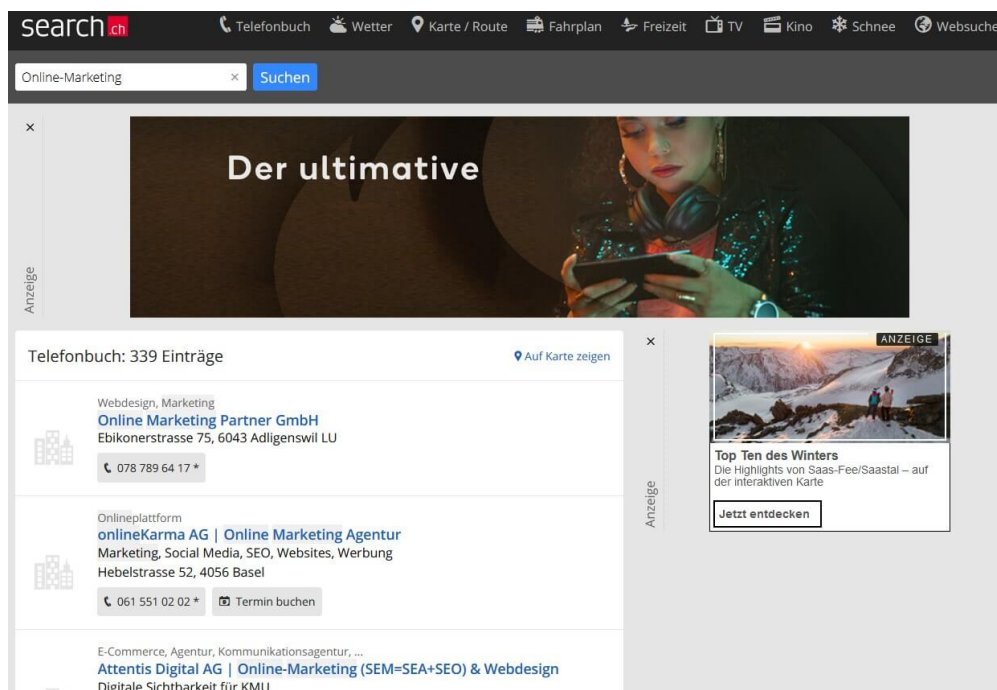 search.ch
Telefonbuch Wetter Karte / Route Fahrplan Freizeit TV Kino Schnee Websuche
Online-Marketing × Suchen
×
Der ultimative
Anzeige
Telefonbuch: 339 Einträge
Auf Karte zeigen
Webdesign, Marketing
Online Marketing Partner GmbH
Ebikonerstrasse 75, 6043 Adligenswil LU
078 789 64 17 *
Onlineplattform
onlineKarma AG | Online Marketing Agentur
Marketing, Social Media, SEO, Websites, Werbung
Hebelstrasse 52, 4056 Basel
061 551 02 02 * Termin buchen
E-Commerce, Agentur, Kommunikationsagentur, ...
Attentis Digital AG | Online-Marketing (SEM=SEA+SEO) & Webdesign
Digitale Sichtbarkeit für KMU
×
Anzeige
ANZEIGE
Top Ten des Winters
Die Highlights von Saas-Fee/Saastal – auf
der interaktiven Karte
Jetzt entdecken